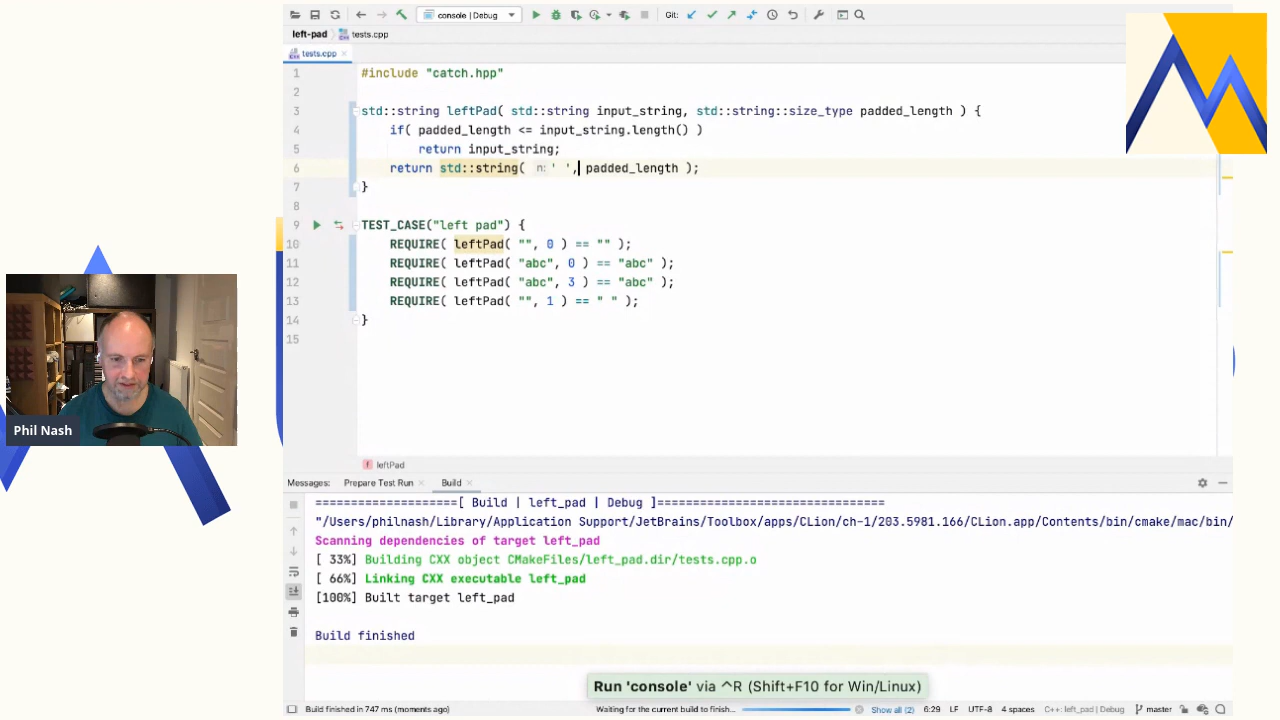 console | Debug
Git:
left-pad
tests.cpp
tests.cpp
1 #include "catch.hpp"
2
3 std::string leftPad( std::string input_string, std::string::size_type padded_length ) {
4 if( padded_length <= input_string.length() )
5 return input_string;
6 return std::string( n: ' ', padded_length );
7 }
8
9 TEST_CASE("left pad") {
10 REQUIRE( leftPad( "", 0 ) == "" );
11 REQUIRE( leftPad( "abc", 0 ) == "abc" );
12 REQUIRE( leftPad( "abc", 3 ) == "abc" );
13 REQUIRE( leftPad( "", 1 ) == " " );
14 }
15
Phil Nash
f leftPad
Messages: Prepare Test Run Build
====================[ Build | left_pad | Debug ]================================
"/Users/philnash/Library/Application Support/JetBrains/Toolbox/apps/CLion/ch-1/203.5981.166/CLion.app/Contents/bin/cmake/mac/bin/
Scanning dependencies of target left_pad
[ 33%] Building CXX object CMakeFiles/left_pad.dir/tests.cpp.o
[ 66%] Linking CXX executable left_pad
[100%] Built target left_pad
Build finished
Run 'console' via ^R (Shift+F10 for Win/Linux)
Build finished in 747 ms (moments ago)
Waiting for the current build to finish...
Show all (2)
6:29 LF UTF-8 4 spaces C++: left_pad | Debug master